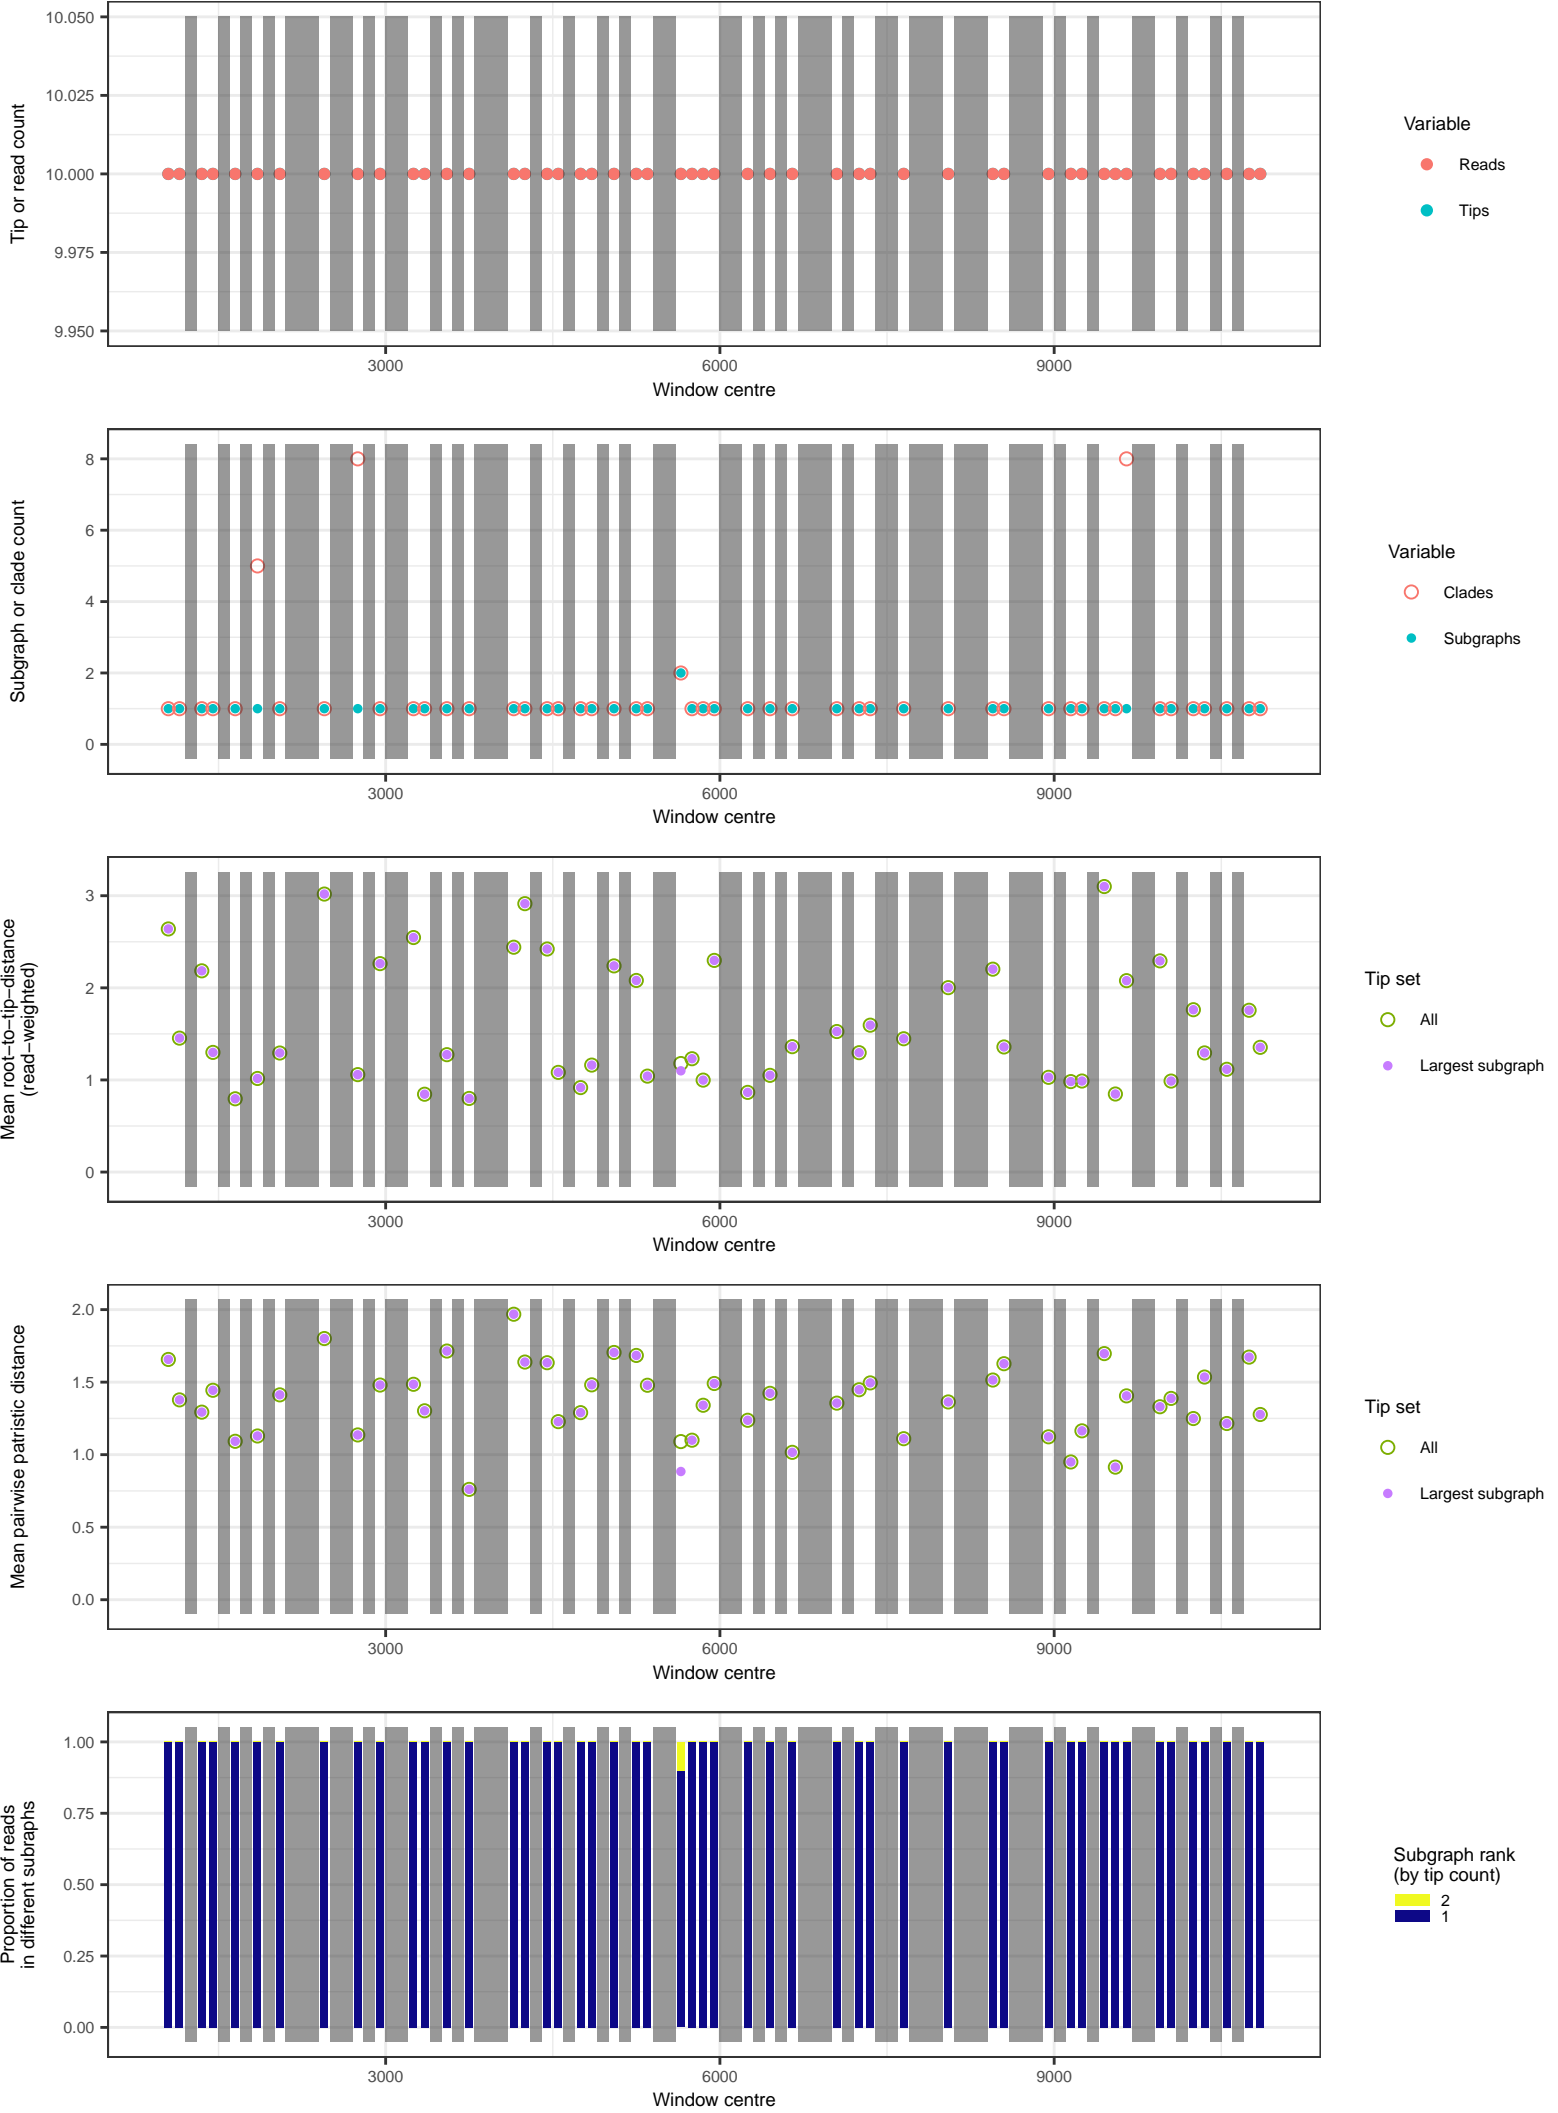 10.050
10.025
10.000
9.975
9.950
Tip or read count
3000
6000
9000
Window centre
Variable
Reads
Tips
8
6
4
2
0
Subgraph or clade count
3000
6000
9000
Window centre
Variable
Clades
Subgraphs
3
2
1
0
Mean root−to−tip−distance
(read−weighted)
3000
6000
9000
Window centre
Tip set
All
Largest subgraph
2.0
1.5
1.0
0.5
0.0
Mean pairwise patristic distance
3000
6000
9000
Window centre
Tip set
All
Largest subgraph
1.00
0.75
0.50
0.25
0.00
Proportion of reads
in different subraphs
3000
6000
9000
Window centre
Subgraph rank
(by tip count)
2
1